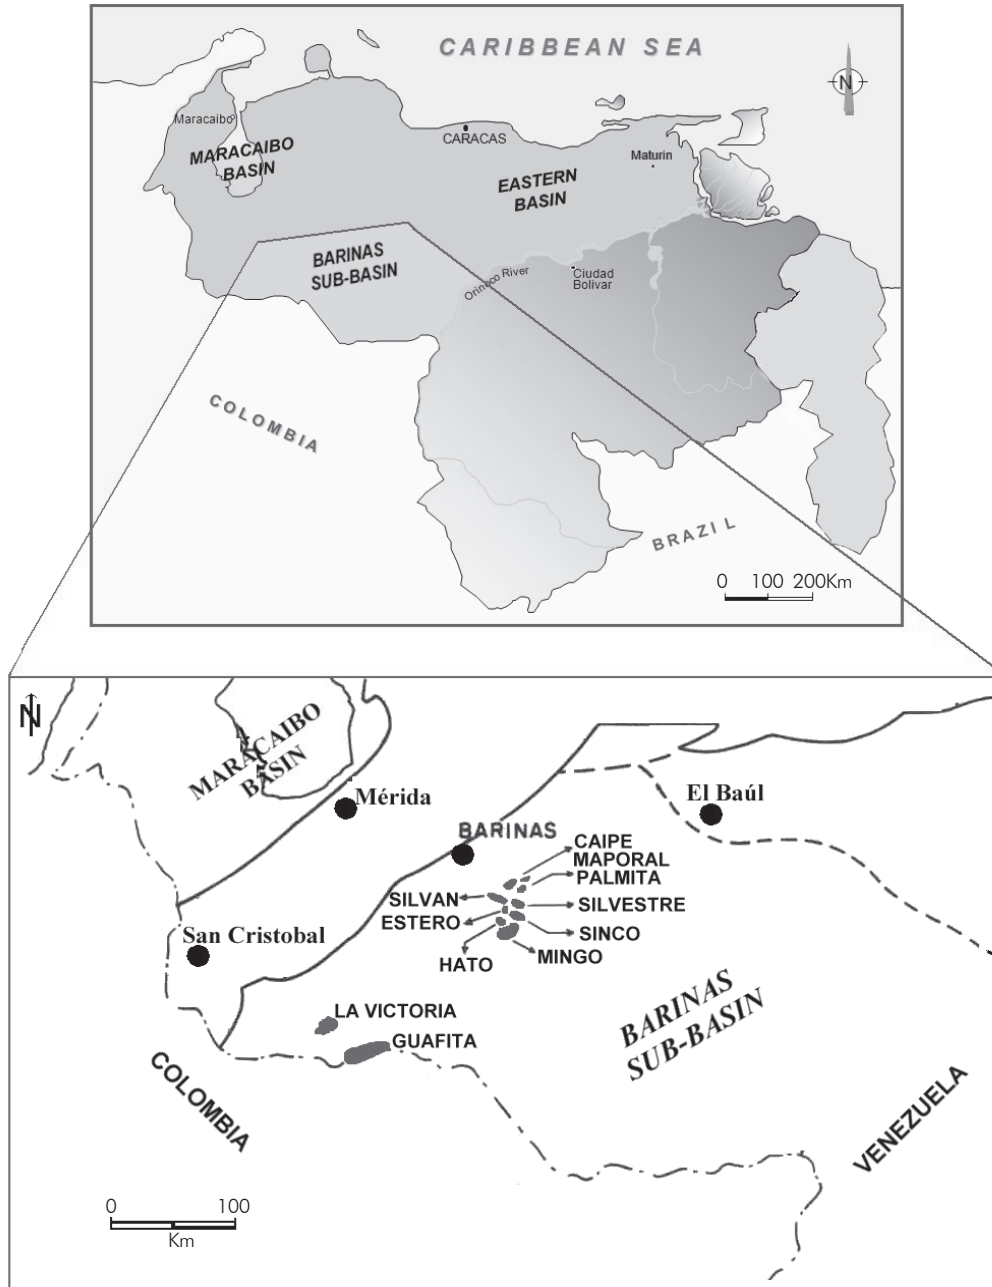 CARIBBEAN SEA
N
Maracaibo
CARACAS
MARACAIBO
BASIN
Maturin
EASTERN
BASIN
BARINAS
SUB-BASIN
Orinoco River
Ciudad
Bolivar
COLOMBIA
BRAZIL
0 100 200Km
N
MARACAIBO
BASIN
Mérida
El Baúl
BARINAS
CAIPE
MAPORAL
PALMITA
SILVAN
SILVESTRE
ESTERO
SINCO
San Cristobal
MINGO
HATO
BARINAS
SUB-BASIN
LA VICTORIA
GUAFITA
COLOMBIA
VENEZUELA
0 100
Km